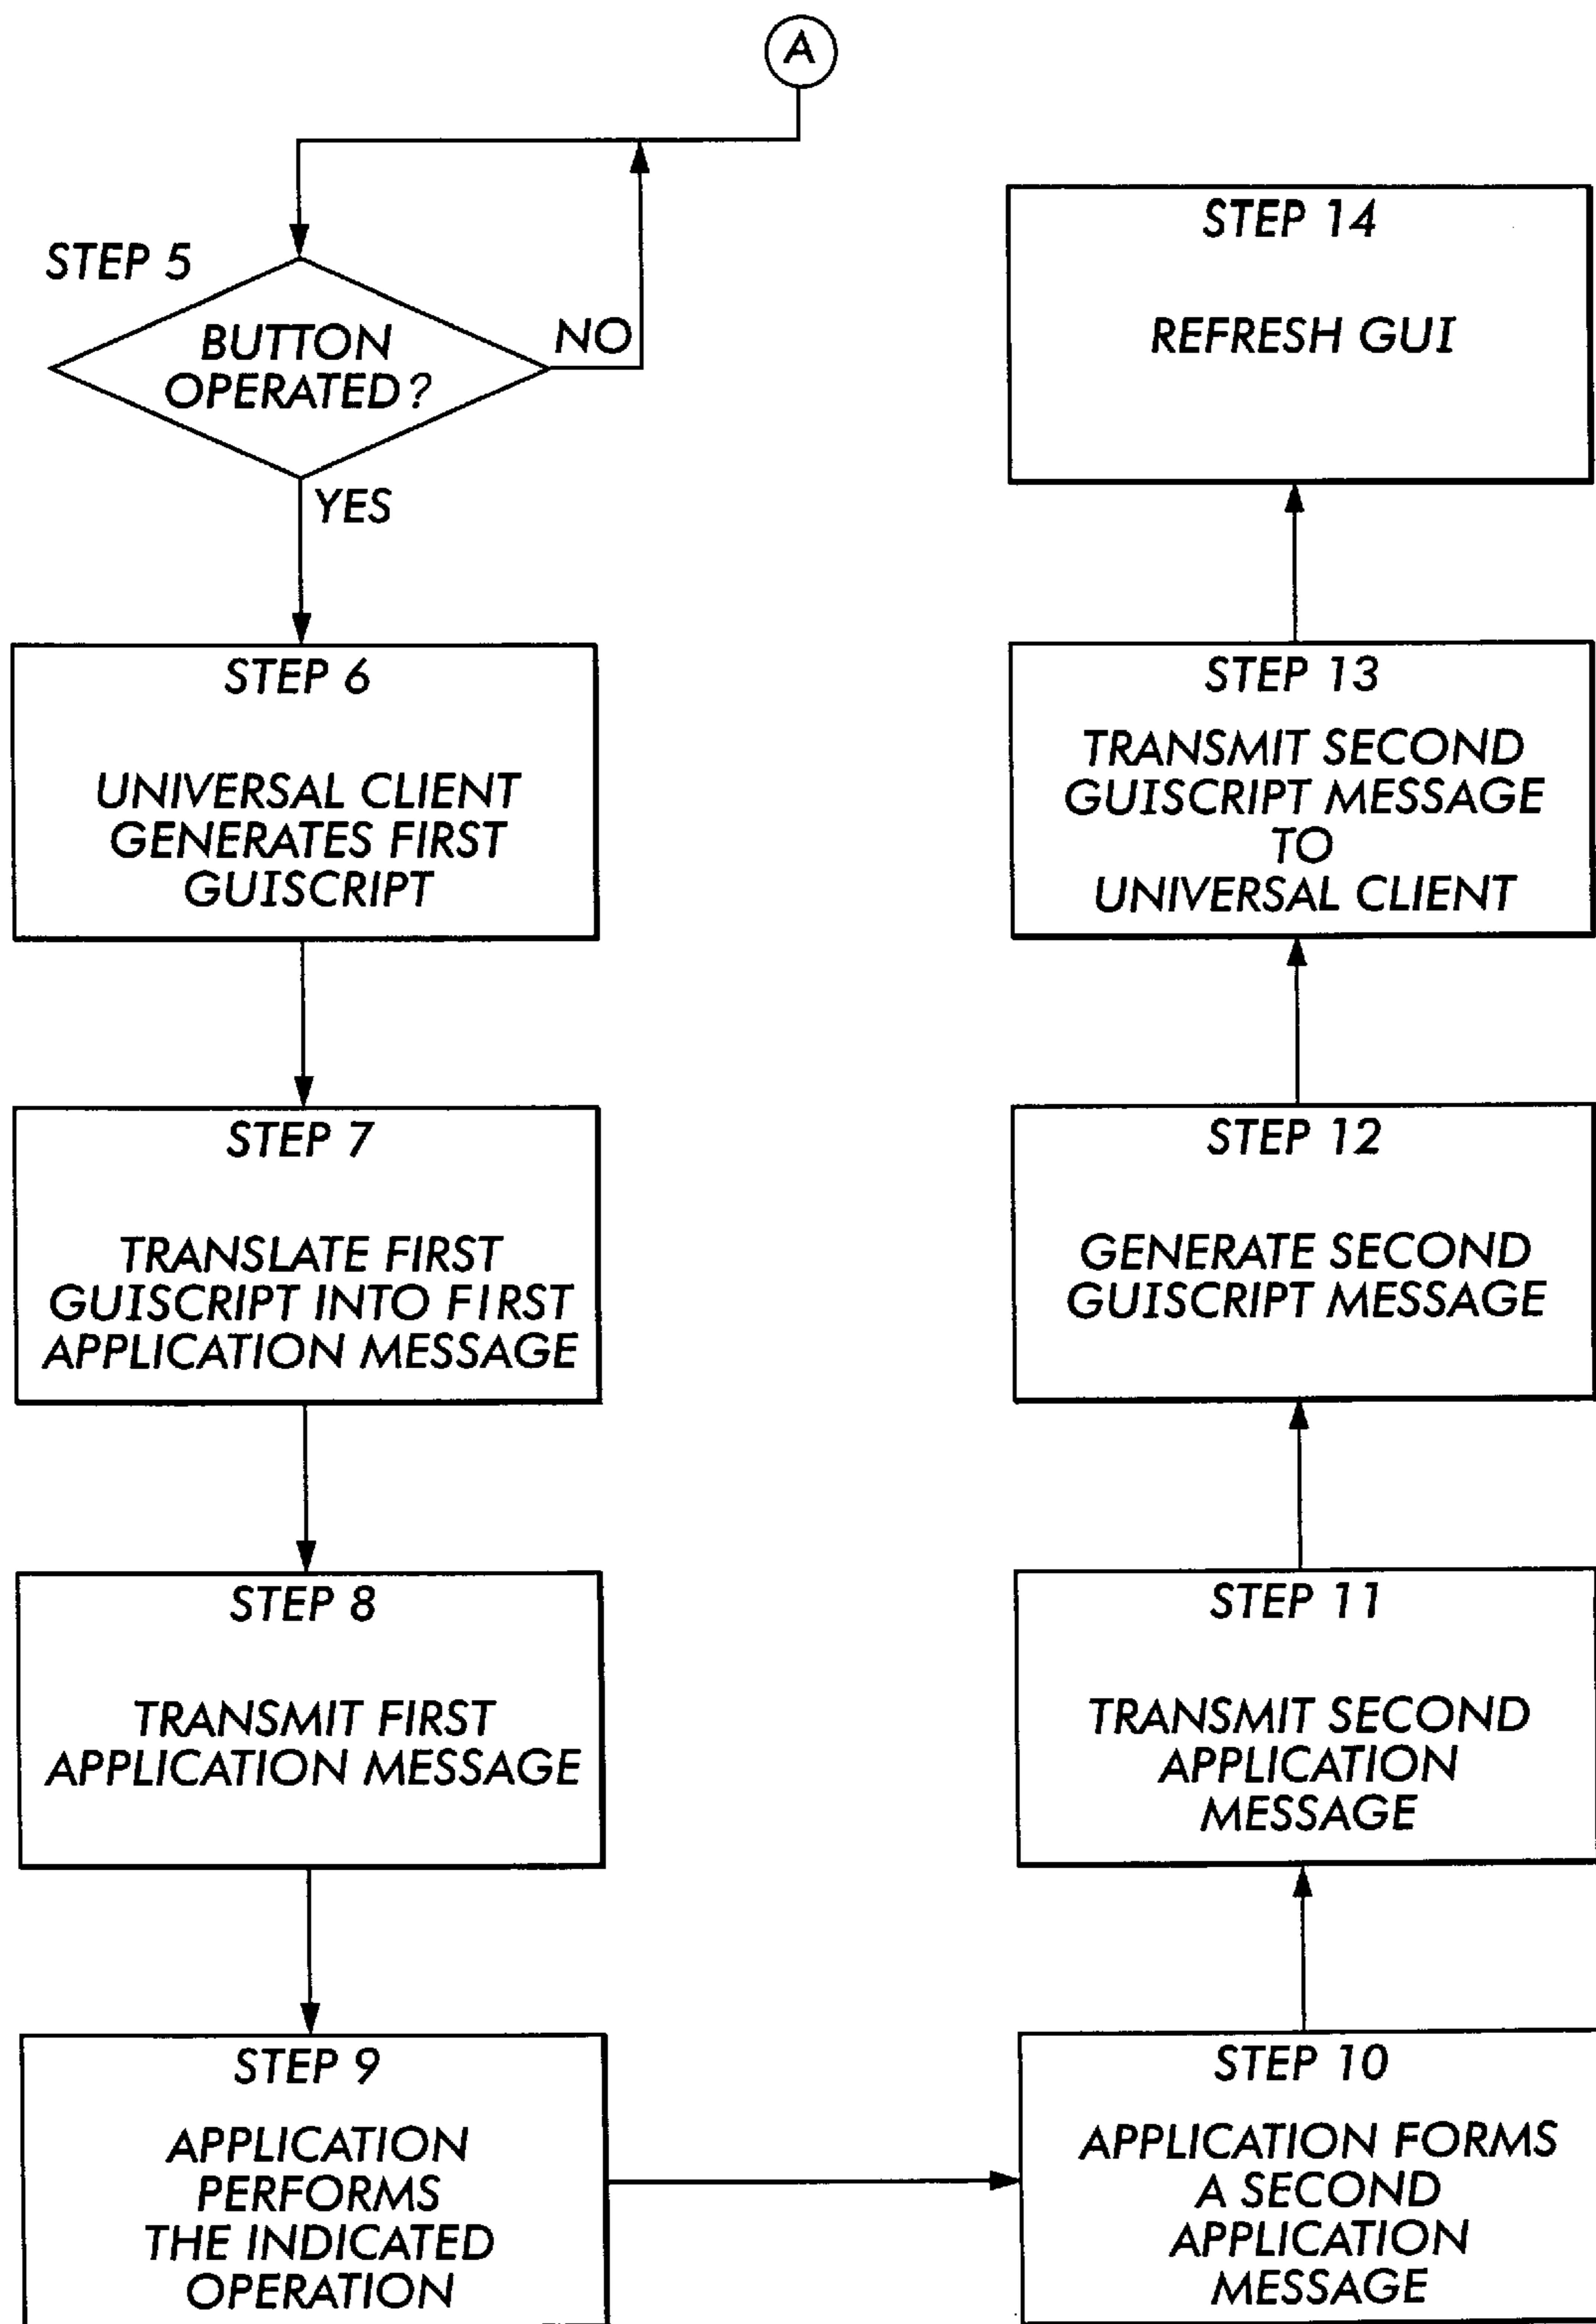 A
STEP 5
BUTTON
OPERATED?
NO
YES
STEP 6
UNIVERSAL CLIENT
GENERATES FIRST
GUISCRIPT
STEP 7
TRANSLATE FIRST
GUISCRIPT INTO FIRST
APPLICATION MESSAGE
STEP 8
TRANSMIT FIRST
APPLICATION MESSAGE
STEP 9
APPLICATION
PERFORMS
THE INDICATED
OPERATION
STEP 10
APPLICATION FORMS
A SECOND
APPLICATION
MESSAGE
STEP 11
TRANSMIT SECOND
APPLICATION
MESSAGE
STEP 12
GENERATE SECOND
GUISCRIPT MESSAGE
STEP 13
TRANSMIT SECOND
GUISCRIPT MESSAGE
TO
UNIVERSAL CLIENT
STEP 14
REFRESH GUI